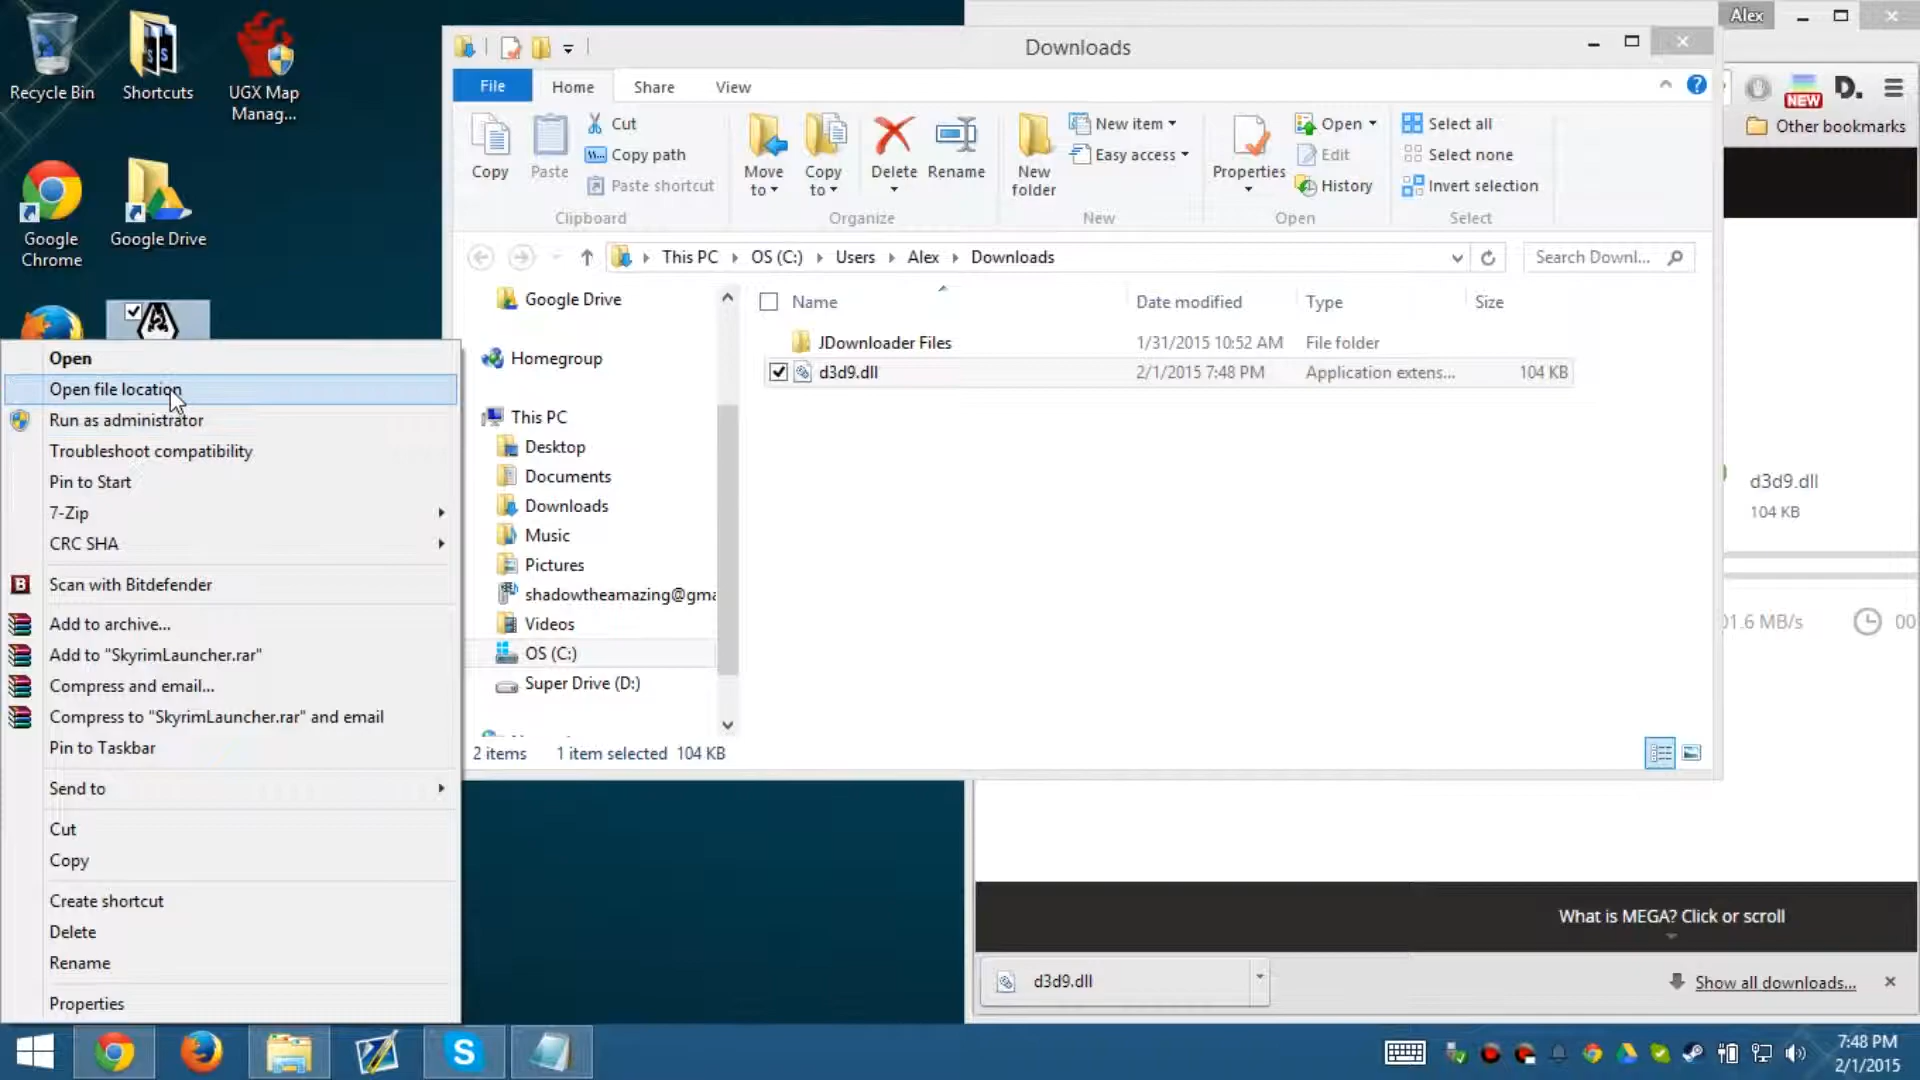 Recycle Bin
Shortcuts
UGX Map
Manag...
Google
Chrome
Google Drive
Open
Open file location
Run as administrator
Troubleshoot compatibility
Pin to Start
7-Zip
CRC SHA
Scan with Bitdefender
Add to archive...
Add to "SkyrimLauncher.rar"
Compress and email...
Compress to "SkyrimLauncher.rar" and email
Pin to Taskbar
Send to
Cut
Copy
Create shortcut
Delete
Rename
Properties
Downloads
File
Home
Share
View
Copy
Paste
Cut
Copy path
Paste shortcut
Clipboard
Move
to
Copy
to
Delete
Rename
Organize
New
folder
New item
Easy access
New
Properties
Open
Edit
History
Open
Select all
Select none
Invert selection
Select
This PC
OS (C:)
Users
Alex
Downloads
Search Downl...
Google Drive
Homegroup
This PC
Desktop
Documents
Downloads
Music
Pictures
shadowtheamazing@gma
Videos
OS (C:)
Super Drive (D:)
Name
Date modified
Type
Size
JDownloader Files
1/31/2015 10:52 AM
File folder
d3d9.dll
2/1/2015 7:48 PM
Application extens...
104 KB
2 items
1 item selected 104 KB
Alex
NEW
D.
Other bookmarks
d3d9.dll
104 KB
01.6 MB/s
00
What is MEGA? Click or scroll
d3d9.dll
Show all downloads...
7:48 PM
2/1/2015